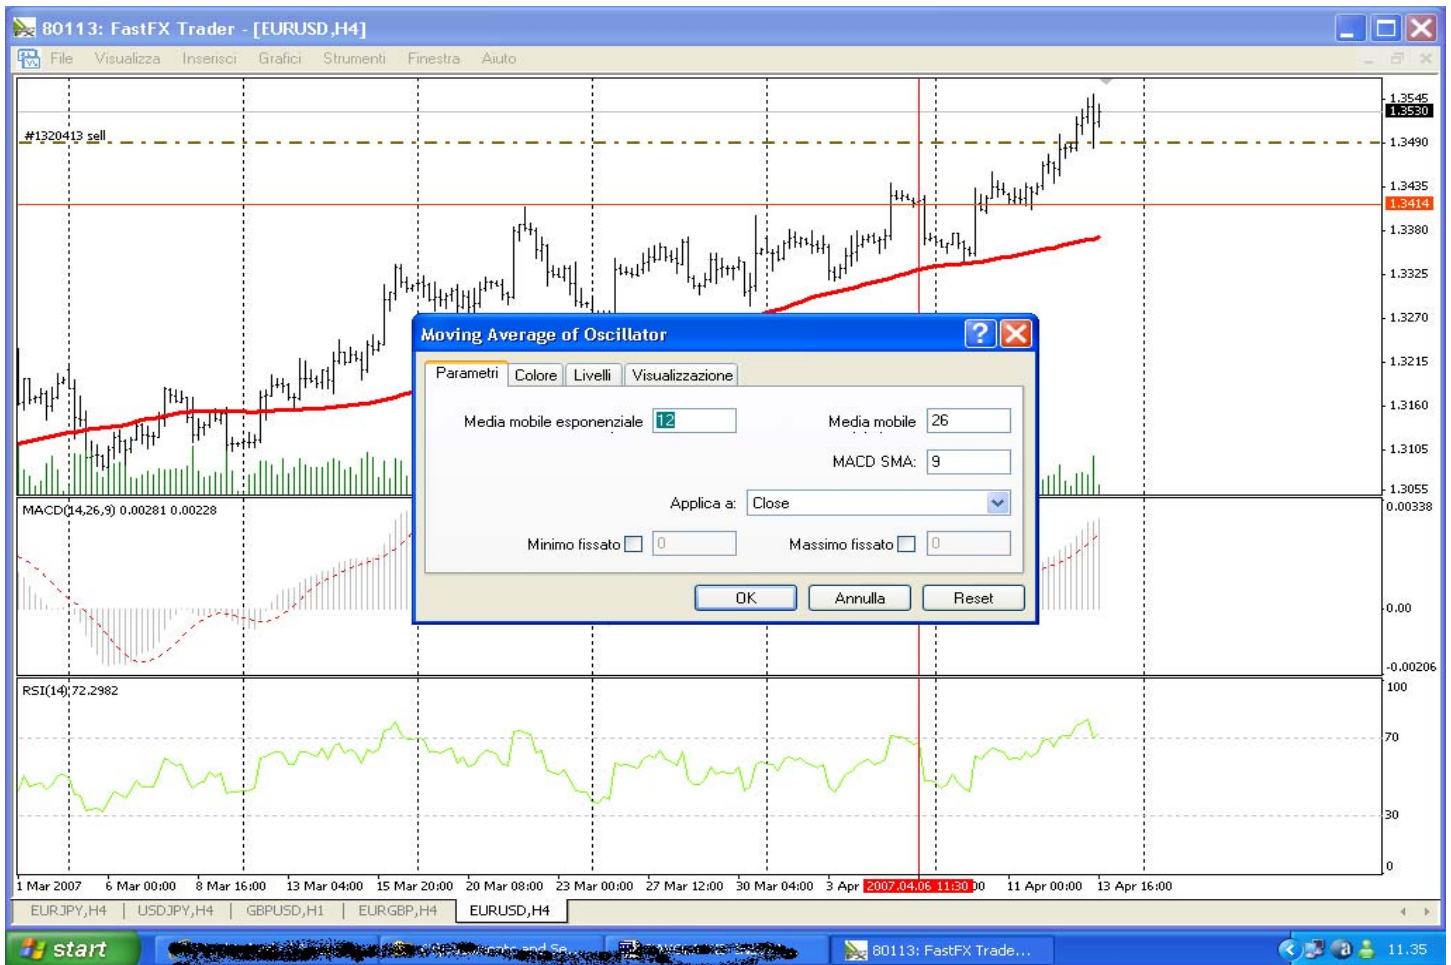 80113: FastFX Trader - [EURUSD,H4]
File Visualizza Inserisci Grafici Strumenti Finestra Aiuto
#1320413 sell
1.3545
1.3530
1.3490
1.3435
1.3414
1.3380
1.3325
1.3270
1.3215
1.3160
1.3105
1.3055
Moving Average of Oscillator
Parametri Colore Livelli Visualizzazione
Media mobile esponenziale 12 Media mobile 26
MACD SMA: 9
Applica a: Close
Minimo fissato 0 Massimo fissato 0
OK Annulla Reset
MACD(14,26,9) 0.00281 0.00228
0.00338
0.00
-0.00206
RSI(14) 72.2982
100
70
30
0
1 Mar 2007 6 Mar 00:00 8 Mar 16:00 13 Mar 04:00 15 Mar 20:00 20 Mar 08:00 23 Mar 00:00 27 Mar 12:00 30 Mar 04:00 3 Apr 2007.04.06 11:30 00 11 Apr 00:00 13 Apr 16:00
EURJPY,H4 | USDJPY,H4 | GBPUSD,H1 | EURGBP,H4 | EURUSD,H4
start 80113: FastFX Trade... 11.35